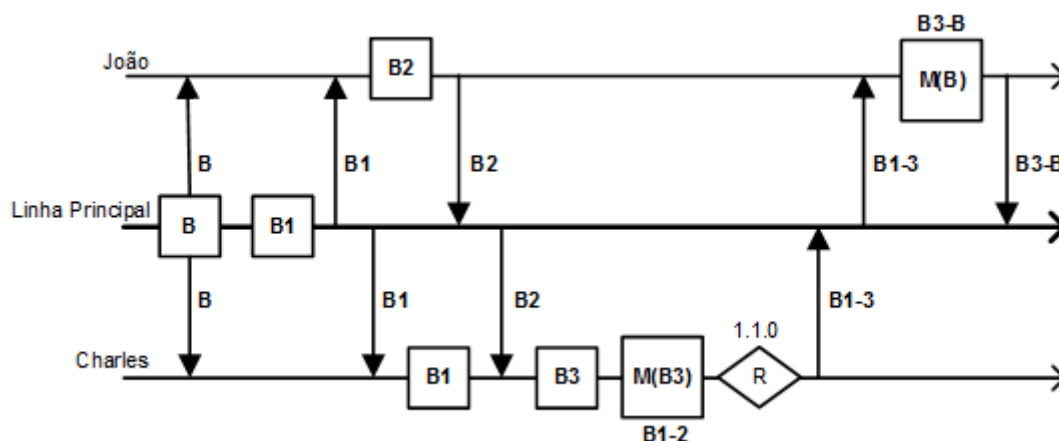 B3-B
João
B2
M(B)
B
B1
B2
B1-3
B3-B
Linha Principal
B
B1
B
B1
B2
B1-3
1.1.0
Charles
B1
B3
M(B3)
R
B1-2